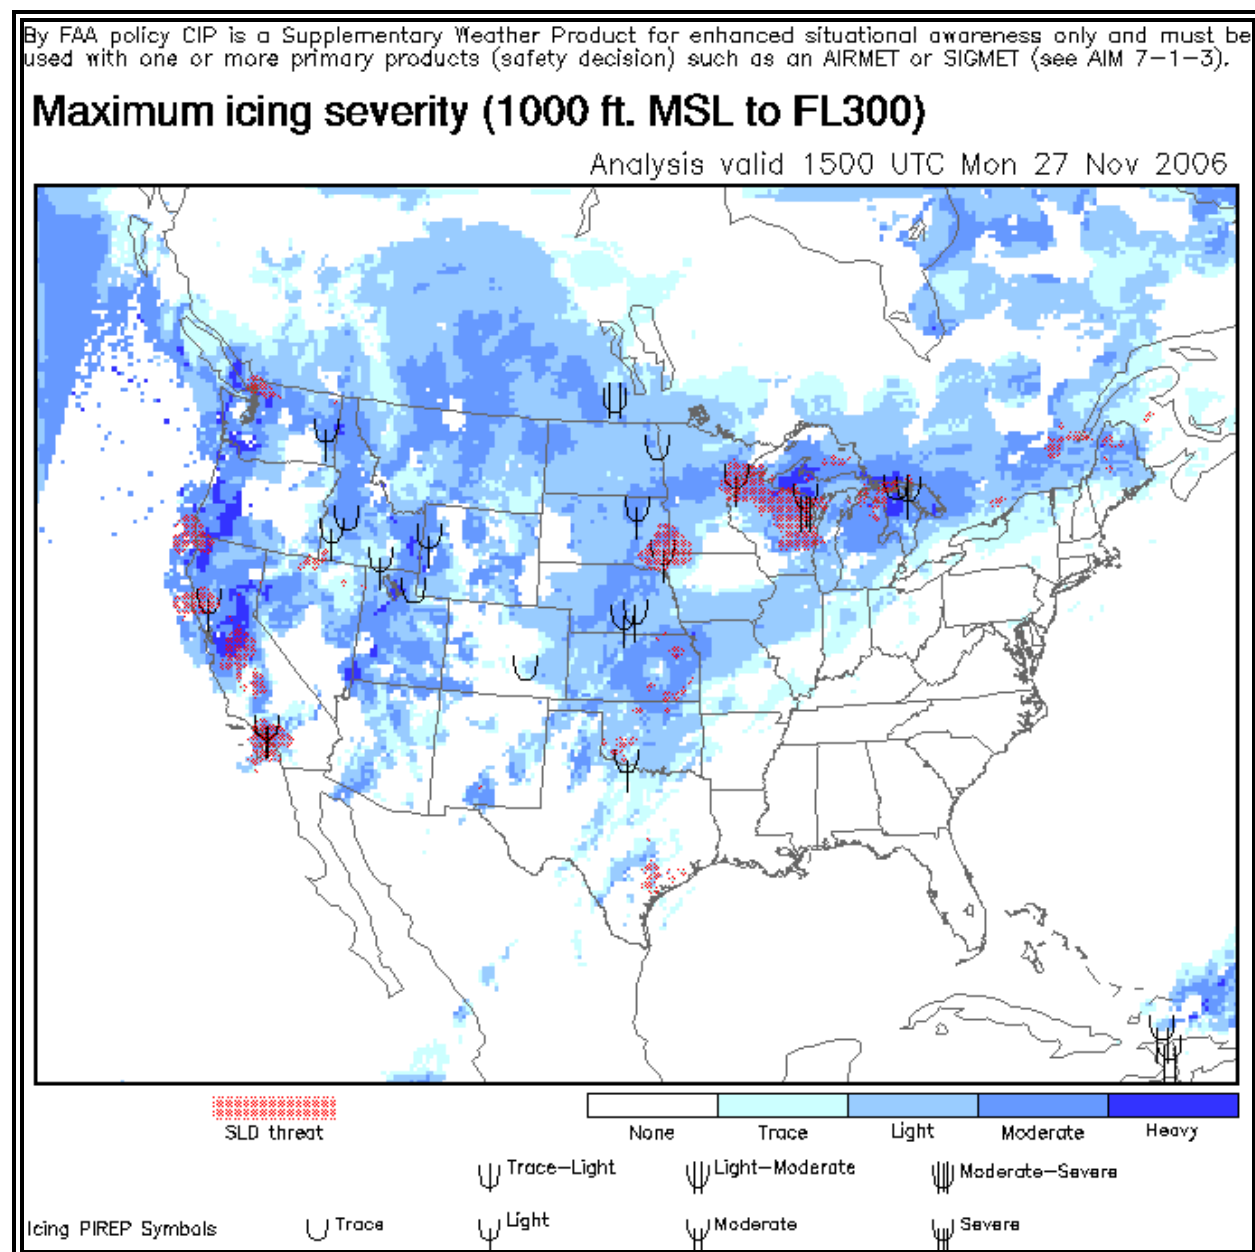 By FAA policy CIP is a Supplementary Weather Product for enhanced situational awareness only and must be
used with one or more primary products (safety decision) such as an AIRMET or SIGMET (see AIM 7-1-3).
Maximum icing severity (1000 ft. MSL to FL300)
Analysis valid 1500 UTC Mon 27 Nov 2006
SLD threat
None Trace Light Moderate Heavy
Trace-Light Light-Moderate Moderate-Severe
Icing PIREP Symbols Trace Light Moderate Severe